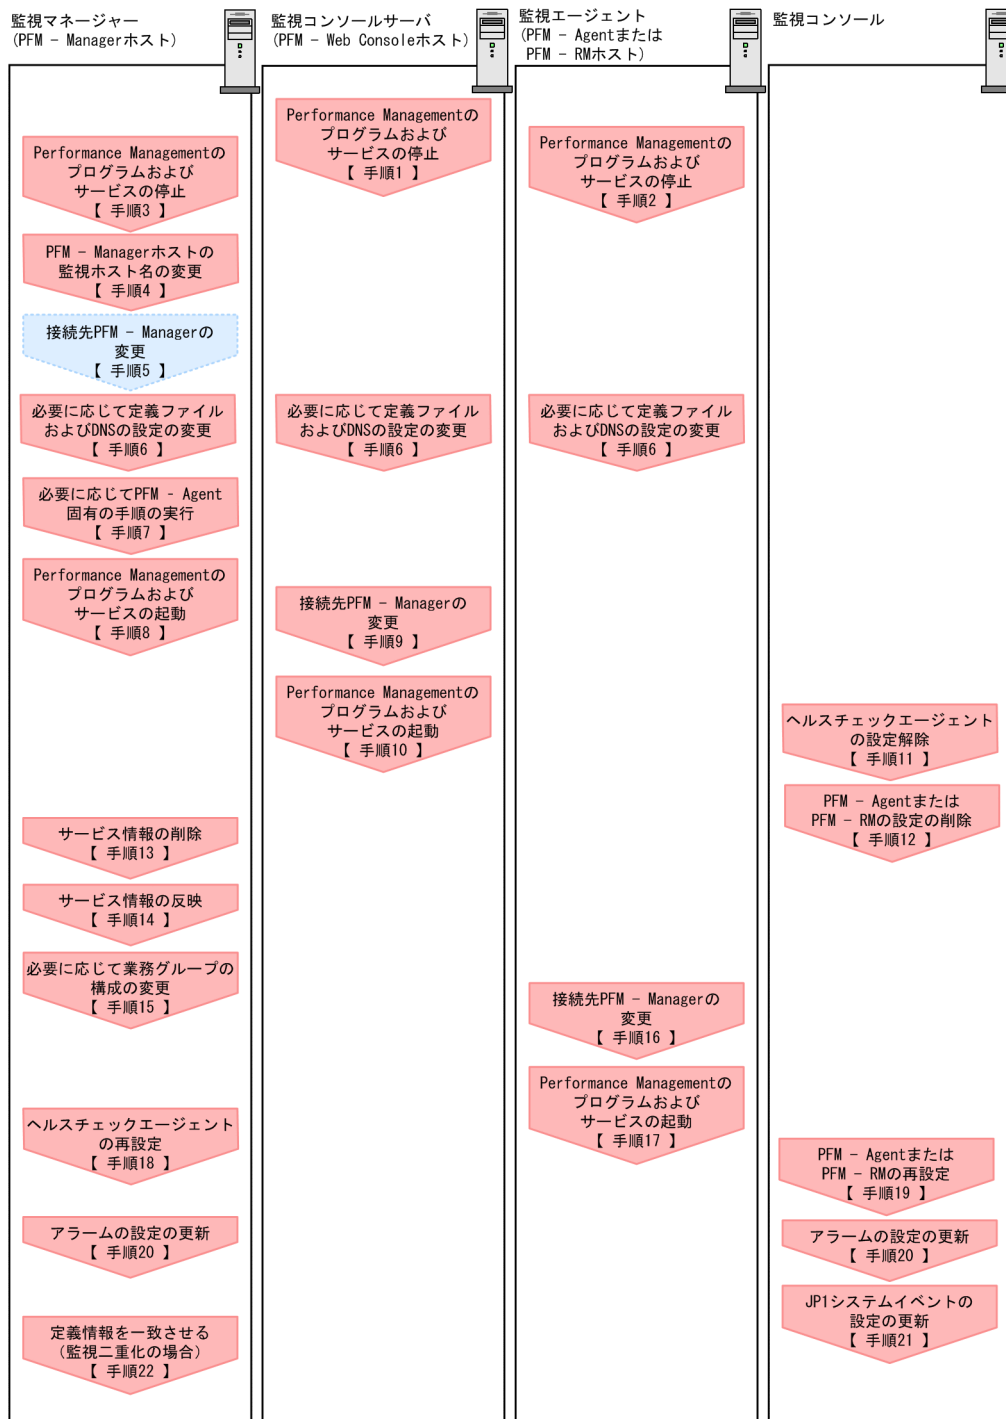 監視マネージャー
(PFM － Managerホスト)
監視コンソールサーバ
(PFM － Web Consoleホスト)
監視エージェント
(PFM － Agentまたは
PFM － RMホスト)
監視コンソール
Performance Managementの
プログラムおよび
サービスの停止
【 手順1 】
Performance Managementの
プログラムおよび
サービスの停止
【 手順2 】
Performance Managementの
プログラムおよび
サービスの停止
【 手順3 】
PFM － Managerホストの
監視ホスト名の変更
【 手順4 】
接続先PFM － Managerの
変更
【 手順5 】
必要に応じて定義ファイル
およびDNSの設定の変更
【 手順6 】
必要に応じて定義ファイル
およびDNSの設定の変更
【 手順6 】
必要に応じて定義ファイル
およびDNSの設定の変更
【 手順6 】
必要に応じてPFM - Agent
固有の手順の実行
【 手順7 】
Performance Managementの
プログラムおよび
サービスの起動
【 手順8 】
接続先PFM － Managerの
変更
【 手順9 】
Performance Managementの
プログラムおよび
サービスの起動
【 手順10 】
ヘルスチェックエージェント
の設定解除
【 手順11 】
PFM － Agentまたは
PFM － RMの設定の削除
【 手順12 】
サービス情報の削除
【 手順13 】
サービス情報の反映
【 手順14 】
必要に応じて業務グループの
構成の変更
【 手順15 】
接続先PFM － Managerの
変更
【 手順16 】
Performance Managementの
プログラムおよび
サービスの起動
【 手順17 】
ヘルスチェックエージェント
の再設定
【 手順18 】
PFM － Agentまたは
PFM － RMの再設定
【 手順19 】
アラームの設定の更新
【 手順20 】
アラームの設定の更新
【 手順20 】
JP1システムイベントの
設定の更新
【 手順21 】
定義情報を一致させる
(監視二重化の場合)
【 手順22 】